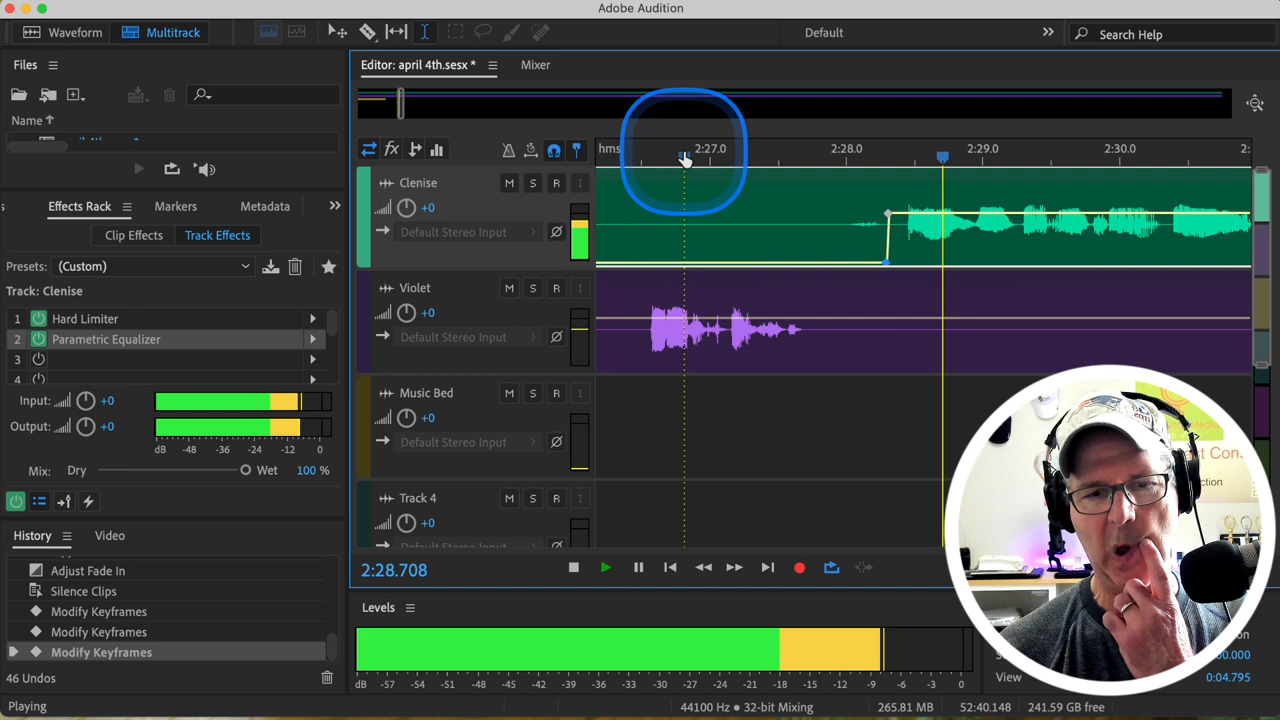 Adobe Audition
Waveform
Multitrack
Default
Search Help
Files
Name
Editor: april 4th.sesx *
Mixer
hms
2:27.0
2:28.0
2:29.0
2:30.0
2:
Effects Rack
Markers
Metadata
Clip Effects
Track Effects
Presets:
(Custom)
Track: Clenise
1
Hard Limiter
2
Parametric Equalizer
3
4
Input:
+0
Output:
+0
dB
-48
-36
-24
-12
0
Mix:
Dry
Wet
100 %
Clenise
M
S
R
I
+0
Default Stereo Input
Violet
M
S
R
I
+0
Default Stereo Input
Music Bed
M
S
R
I
+0
Default Stereo Input
Track 4
M
S
R
I
+0
Default Stereo Input
History
Video
Adjust Fade In
Silence Clips
Modify Keyframes
Modify Keyframes
Modify Keyframes
46 Undos
2:28.708
Levels
dB
-57
-54
-51
-48
-45
-42
-39
-36
-33
-30
-27
-24
-21
-18
-15
-12
-9
-6
-3
0
View
0:04.795
Playing
44100 Hz • 32-bit Mixing
265.81 MB
52:40.148
241.59 GB free
2011